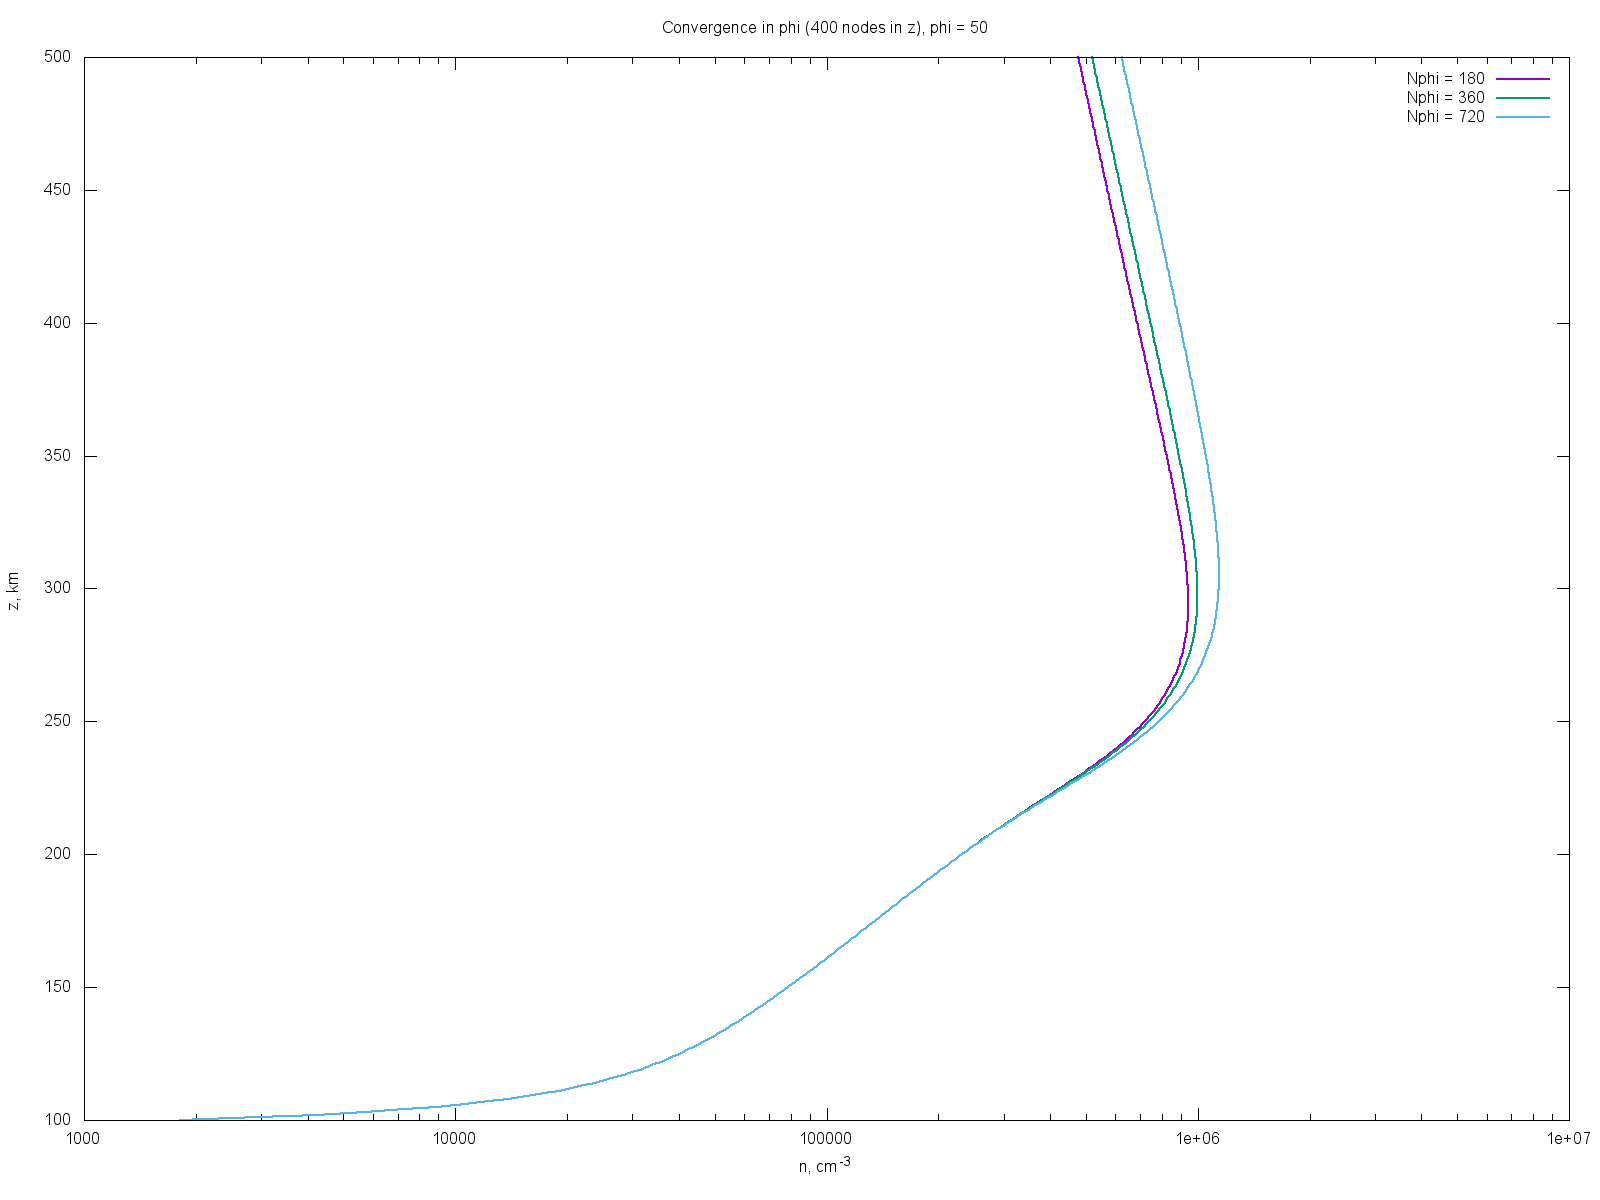 Convergence in phi (400 nodes in z), phi = 50
500
450
400
350
300
250
200
150
100
z, km
Nphi = 180
Nphi = 360
Nphi = 720
1000 10000 100000 1e+06 1e+07
n, cm-3